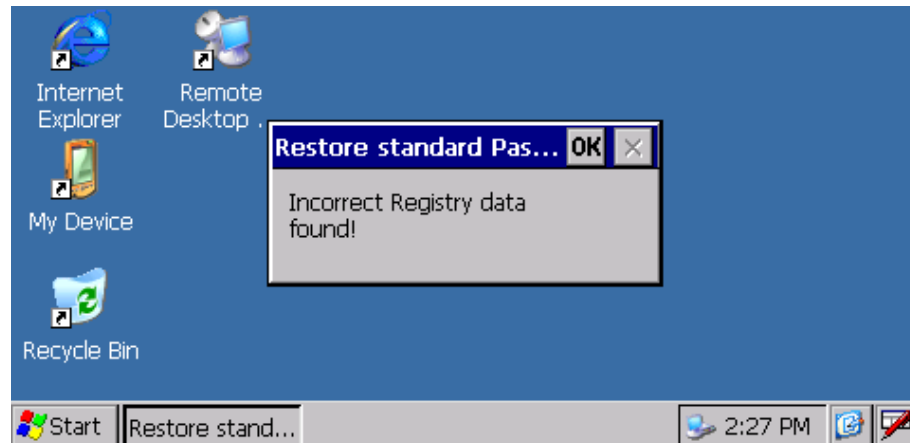 Internet
Explorer
Remote
Desktop .
My Device
Recycle Bin
Restore standard Pas... OK
Incorrect Registry data
found!
Start
Restore stand...
2:27 PM